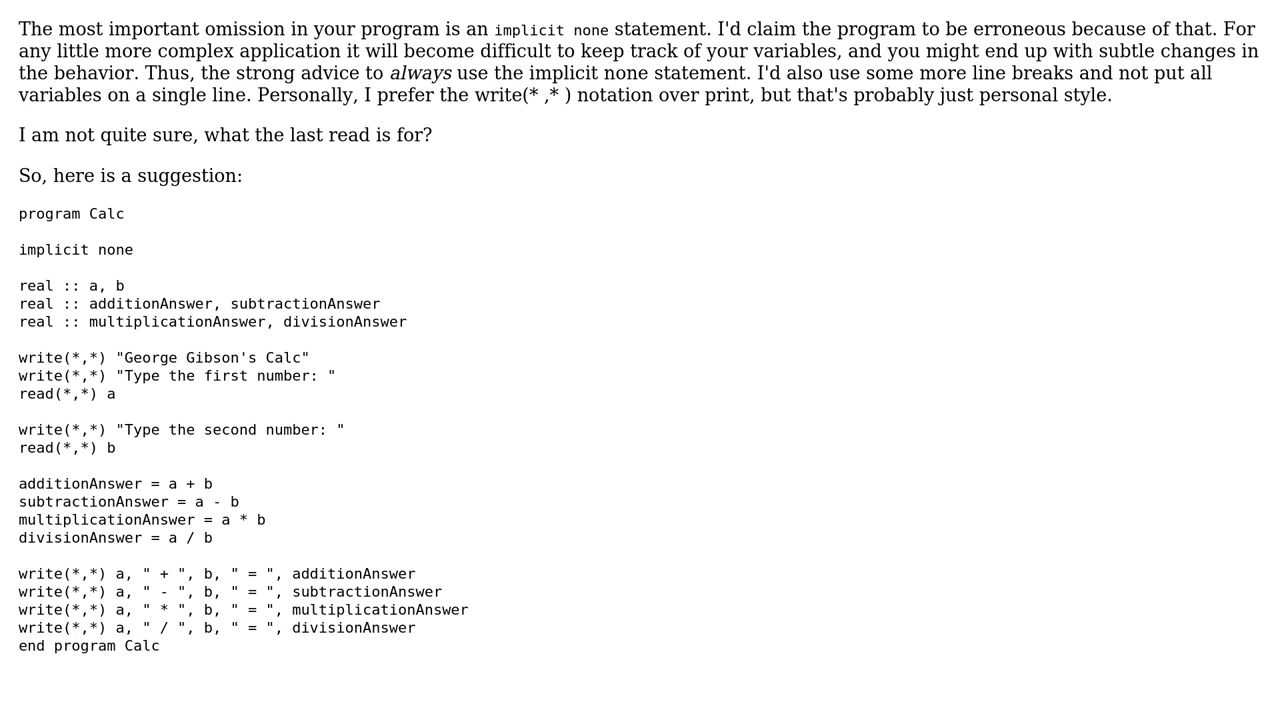 The most important omission in your program is an implicit none statement. I'd claim the program to be erroneous because of that. For
any little more complex application it will become difficult to keep track of your variables, and you might end up with subtle changes in
the behavior. Thus, the strong advice to always use the implicit none statement. I'd also use some more line breaks and not put all
variables on a single line. Personally, I prefer the write(* ,* ) notation over print, but that's probably just personal style.
I am not quite sure, what the last read is for?
So, here is a suggestion:
program Calc
implicit none
real :: a, b
real :: additionAnswer, subtractionAnswer
real :: multiplicationAnswer, divisionAnswer
write(*,*) "George Gibson's Calc"
write(*,*) "Type the first number: "
read(*,*) a
write(*,*) "Type the second number: "
read(*,*) b
additionAnswer = a + b
subtractionAnswer = a - b
multiplicationAnswer = a * b
divisionAnswer = a / b
write(*,*) a, " + ", b, " = ", additionAnswer
write(*,*) a, " - ", b, " = ", subtractionAnswer
write(*,*) a, " * ", b, " = ", multiplicationAnswer
write(*,*) a, " / ", b, " = ", divisionAnswer
end program Calc